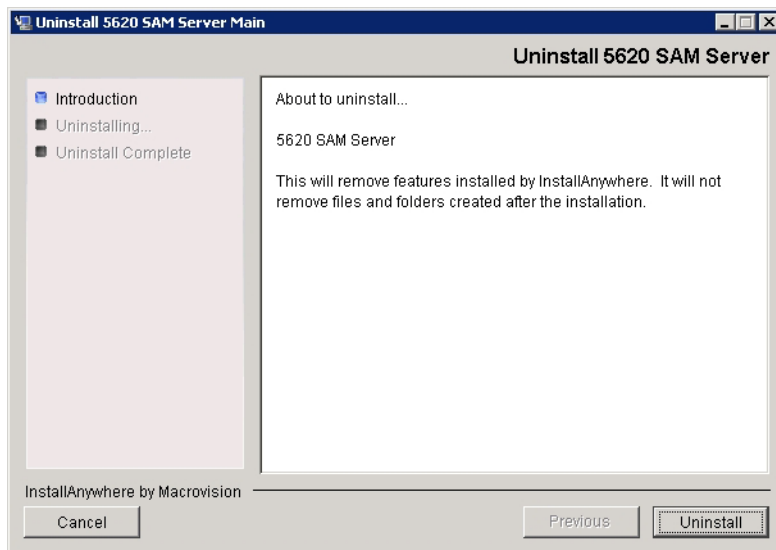 Uninstall 5620 SAM Server Main
Uninstall 5620 SAM Server
Introduction
Uninstalling...
Uninstall Complete
About to uninstall...
5620 SAM Server
This will remove features installed by InstallAnywhere.  It will not
remove files and folders created after the installation.
InstallAnywhere by Macrovision
Cancel
Previous
Uninstall